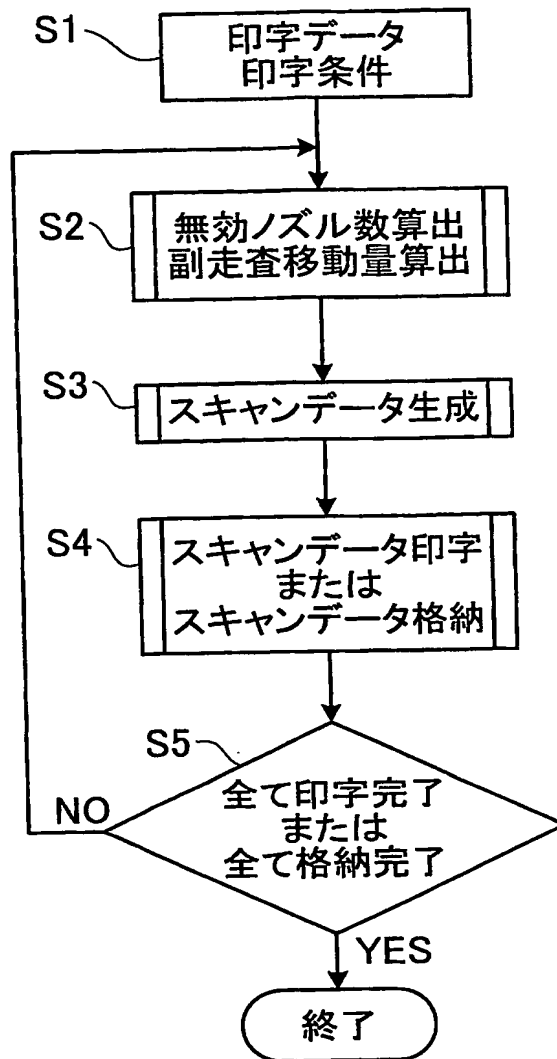 S1
印字データ
印字条件
S2
無効ノズル数算出
副走査移動量算出
S3
スキャンデータ生成
S4
スキャンデータ印字
または
スキャンデータ格納
S5
全て印字完了
または
全て格納完了
NO
YES
終了